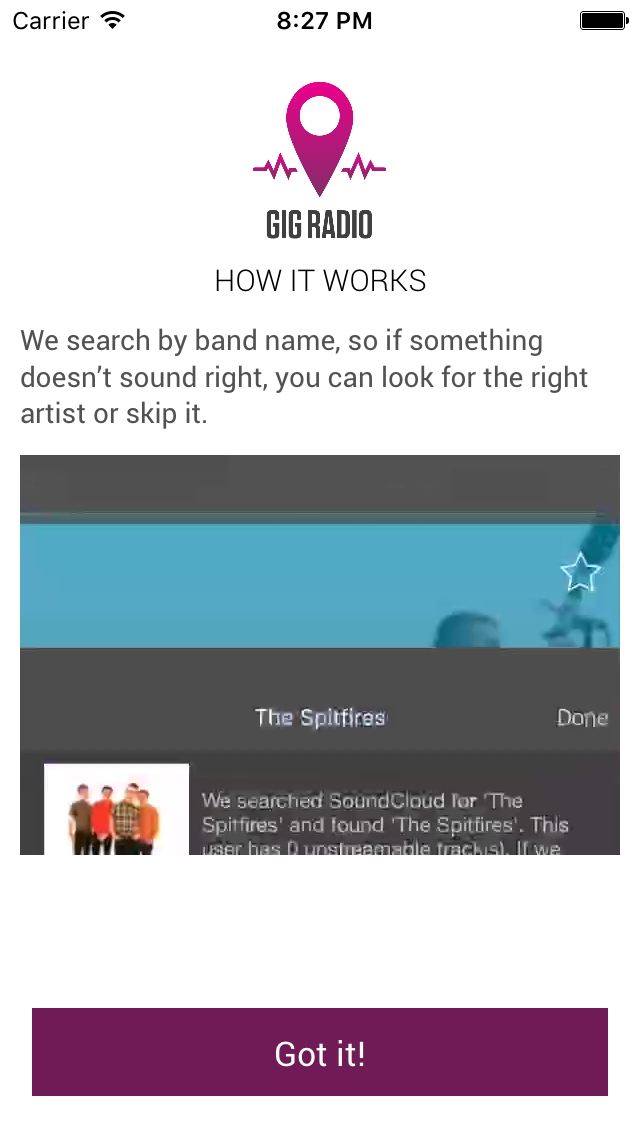 Carrier 8:27 PM
GIG RADIO
HOW IT WORKS
We search by band name, so if something
doesn’t sound right, you can look for the right
artist or skip it.
The Spitfires Done
We searched SoundCloud for 'The
Spitfires' and found 'The Spitfires'. This
user has 0 unstreamable track(s). If we
Got it!